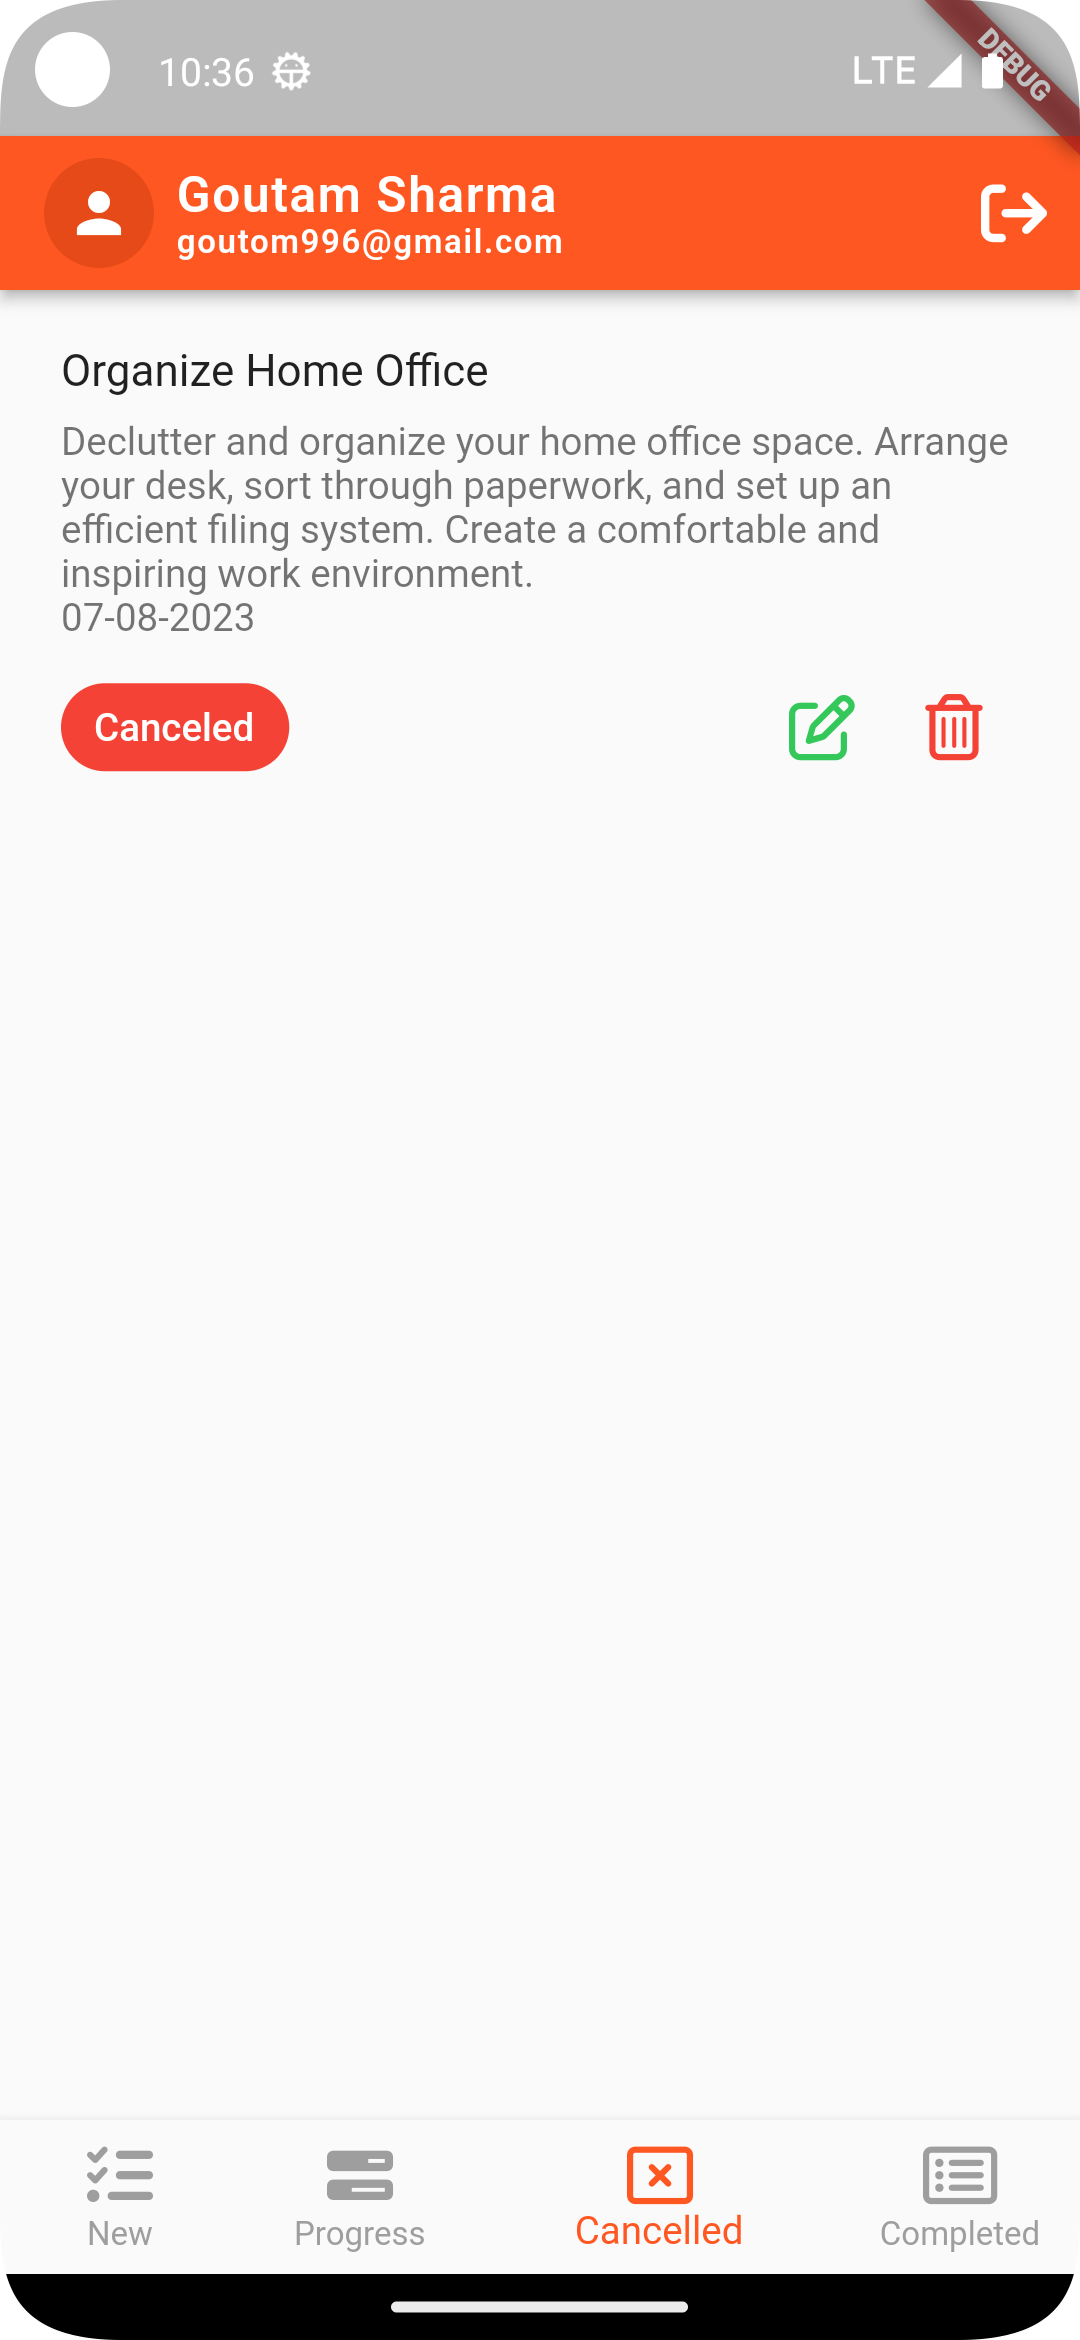 10:36
LTE
DEBUG
Goutam Sharma
goutom996@gmail.com
Organize Home Office
Declutter and organize your home office space. Arrange
your desk, sort through paperwork, and set up an
efficient filing system. Create a comfortable and
inspiring work environment.
07-08-2023
Canceled
New
Progress
Cancelled
Completed